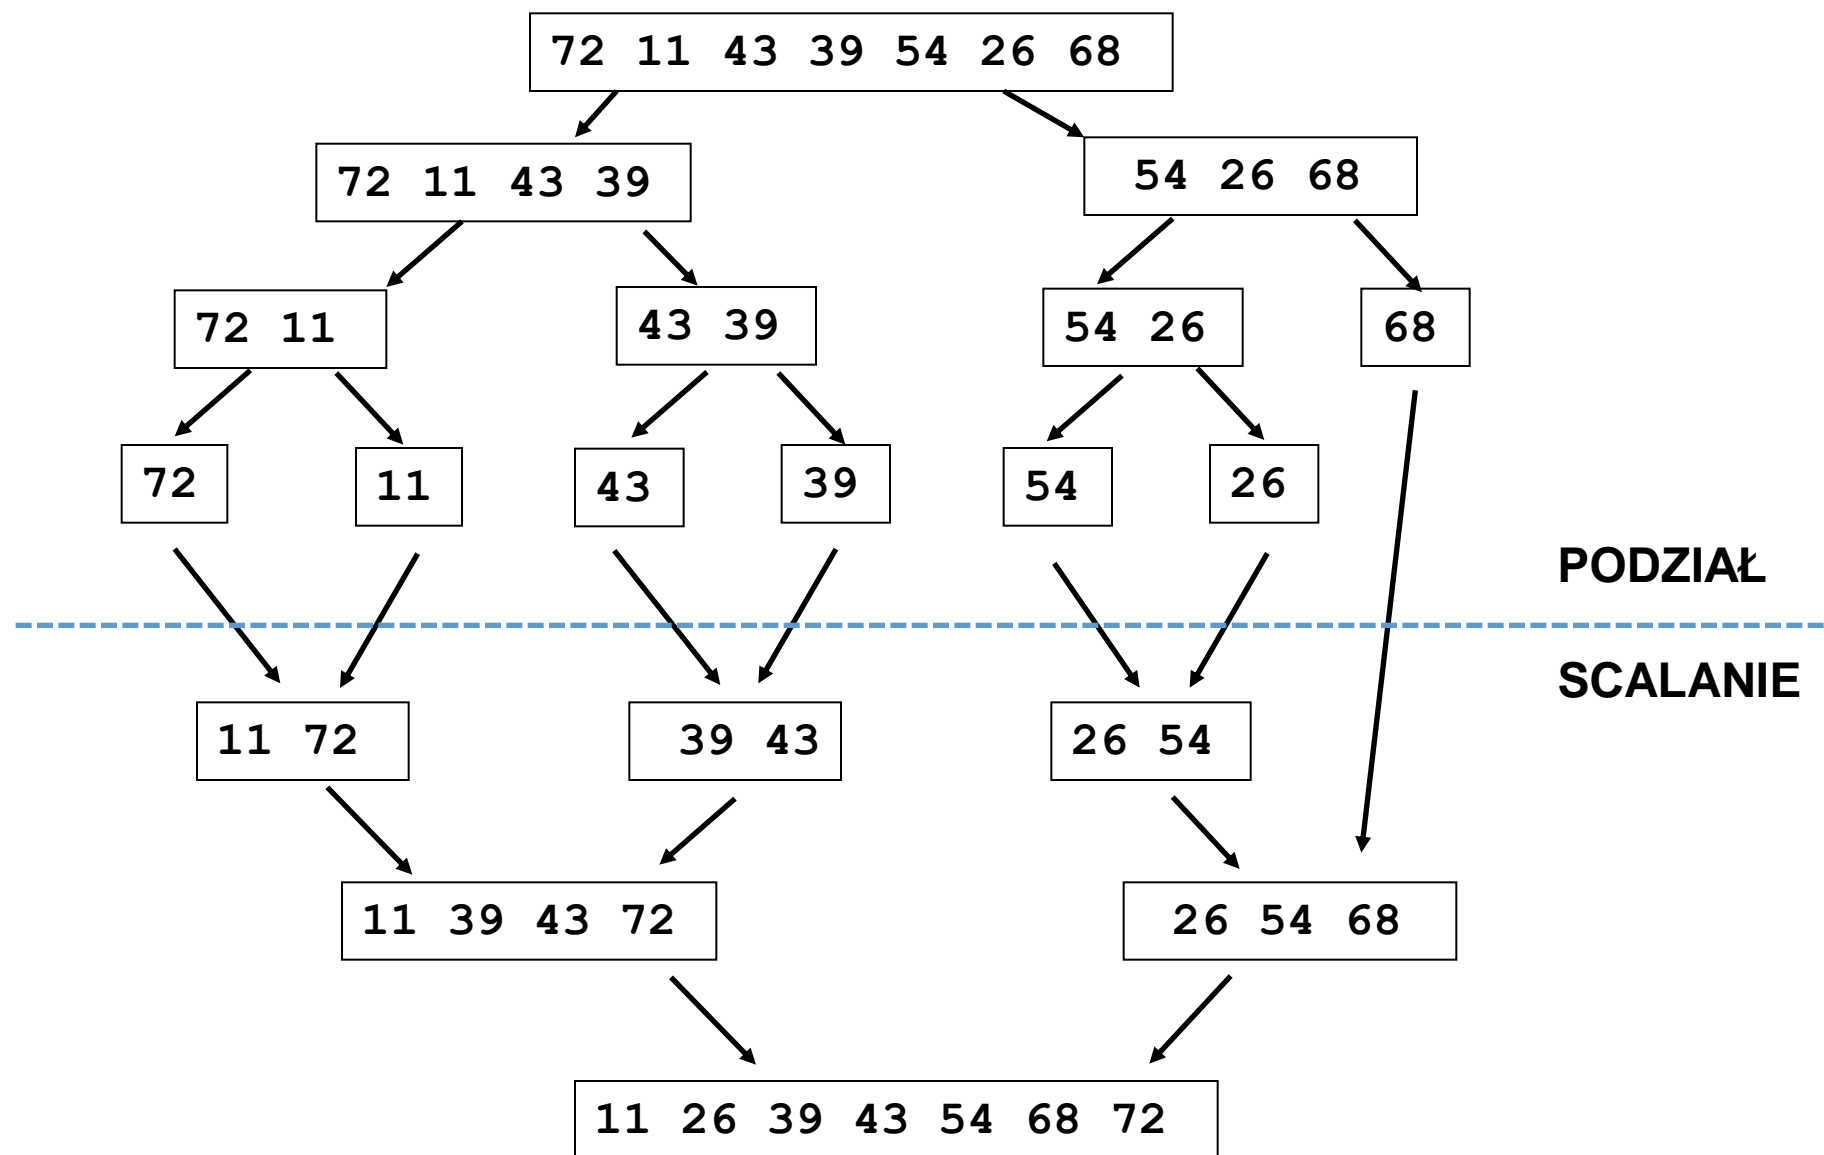 72 11 43 39 54 26 68
72 11 43 39
54 26 68
72 11
43 39
54 26
68
72
11
43
39
54
26
PODZIAŁ
SCALANIE
11 72
39 43
26 54
11 39 43 72
26 54 68
11 26 39 43 54 68 72